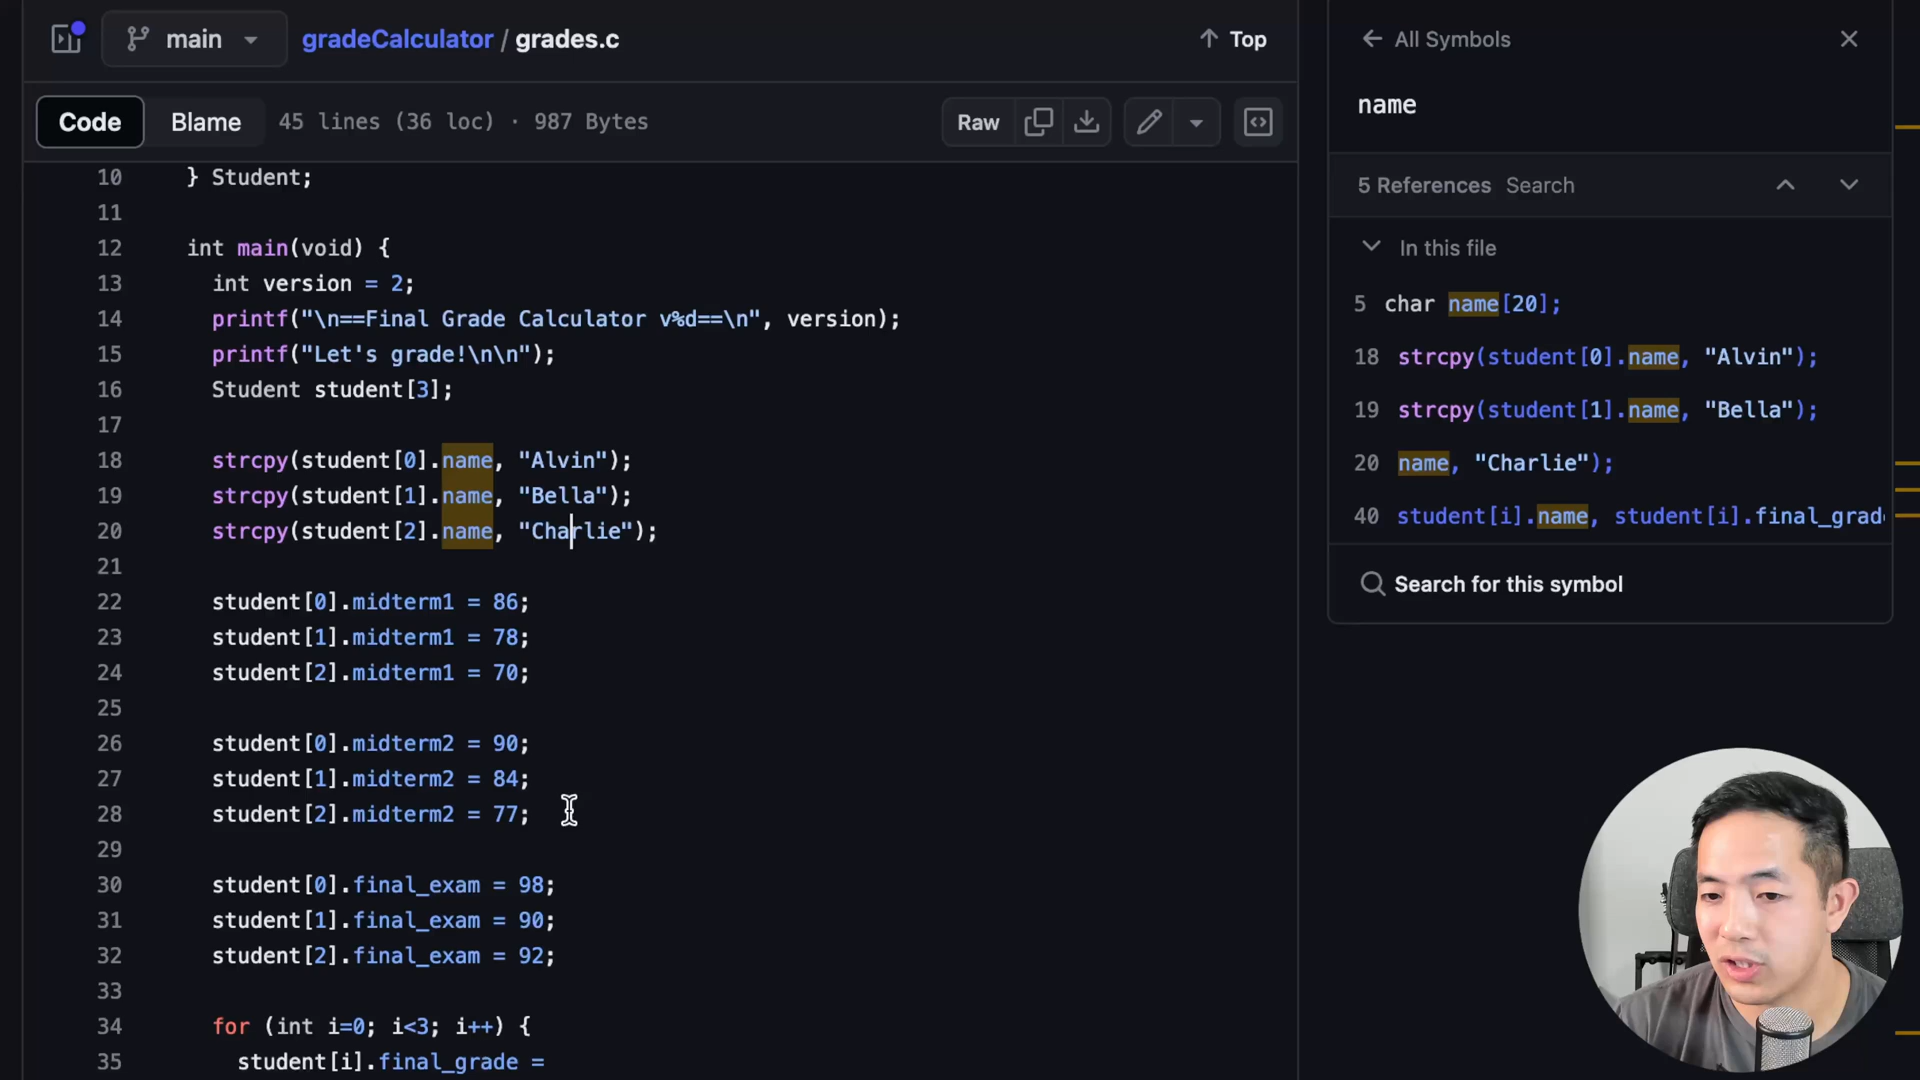 main
gradeCalculator / grades.c
Top
Code Blame 45 lines (36 loc) · 987 Bytes
Raw
10 } Student;
11
12 int main(void) {
13 int version = 2;
14 printf("\n==Final Grade Calculator v%d==\n", version);
15 printf("Let's grade!\n\n");
16 Student student[3];
17
18 strcpy(student[0].name, "Alvin");
19 strcpy(student[1].name, "Bella");
20 strcpy(student[2].name, "Charlie");
21
22 student[0].midterm1 = 86;
23 student[1].midterm1 = 78;
24 student[2].midterm1 = 70;
25
26 student[0].midterm2 = 90;
27 student[1].midterm2 = 84;
28 student[2].midterm2 = 77;
29
30 student[0].final_exam = 98;
31 student[1].final_exam = 90;
32 student[2].final_exam = 92;
33
34 for (int i=0; i<3; i++) {
35 student[i].final_grade =
All Symbols
name
5 References Search
In this file
5 char name[20];
18 strcpy(student[0].name, "Alvin");
19 strcpy(student[1].name, "Bella");
20 name, "Charlie");
40 student[i].name, student[i].final_grad
Search for this symbol